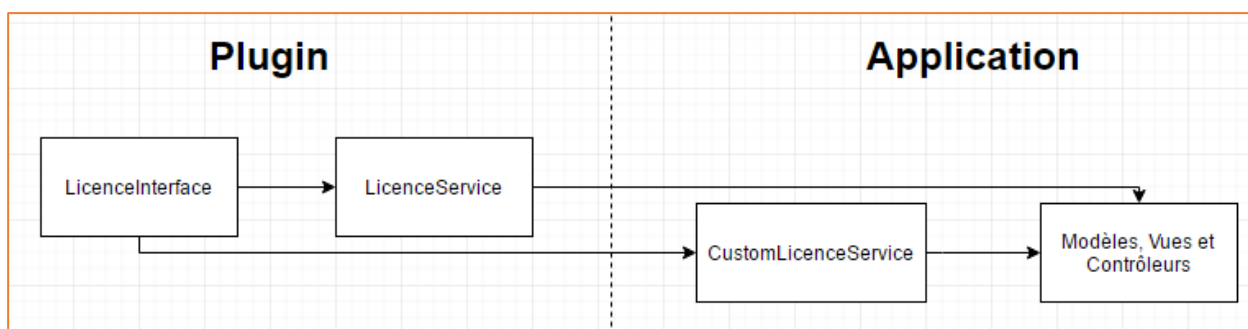 Plugin
Application
LicenceInterface
LicenceService
CustomLicenceService
Modèles, Vues et
Contrôleurs